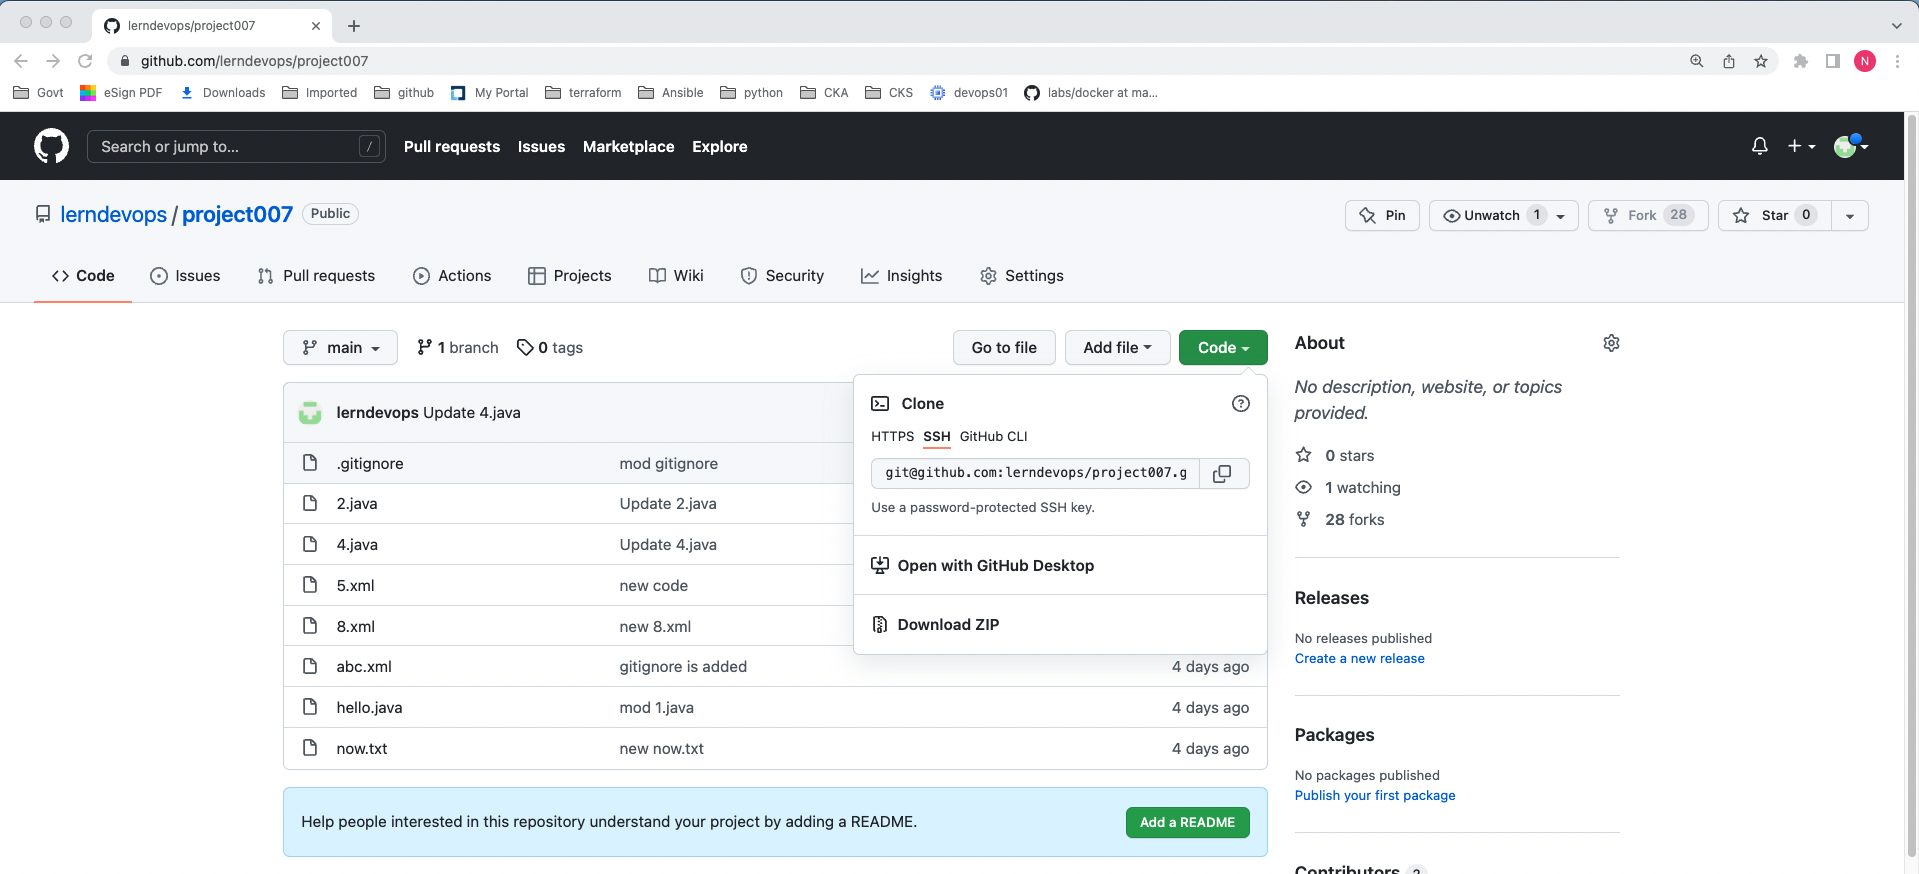 lerndevops/project007
github.com/lerndevops/project007
N
Govt eSign PDF Downloads Imported github My Portal terraform Ansible python CKA CKS devops01 labs/docker at ma...
Search or jump to... / Pull requests Issues Marketplace Explore
lerndevops / project007 Public
Pin Unwatch 1 Fork 28 Star 0
Code Issues Pull requests Actions Projects Wiki Security Insights Settings
main 1 branch 0 tags Go to file Add file Code
lerndevops Update 4.java
.gitignore mod gitignore
2.java Update 2.java
4.java Update 4.java
5.xml new code
8.xml new 8.xml
abc.xml gitignore is added 4 days ago
hello.java mod 1.java 4 days ago
now.txt new now.txt 4 days ago
Clone
HTTPS SSH GitHub CLI
git@github.com:lerndevops/project007.g
Use a password-protected SSH key.
Open with GitHub Desktop
Download ZIP
Help people interested in this repository understand your project by adding a README. Add a README
About
No description, website, or topics
provided.
0 stars
1 watching
28 forks
Releases
No releases published
Create a new release
Packages
No packages published
Publish your first package
Contributors